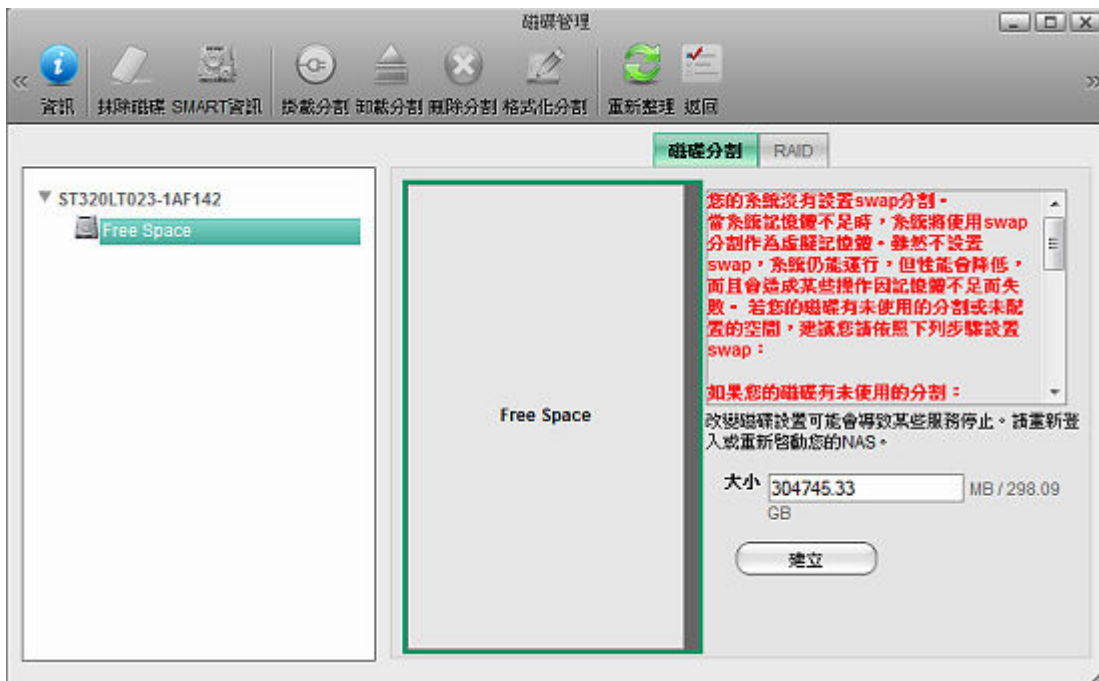 磁碟管理
資訊 抹除磁碟 SMART資訊 掛載分割 卸載分割 刪除分割 格式化分割 重新整理 返回
磁碟分割 RAID
ST320LT023-1AF142
Free Space
Free Space
您的系統沒有設置swap分割。
當系統記憶體不足時，系統將使用swap
分割作為虛擬記憶體。雖然不設置
swap，系統仍能運行，但性能會降低，
而且會造成某些操作因記憶體不足而失
敗。 若您的磁碟有未使用的分割或未配
置的空間，建議您請依照下列步驟設置
swap：
如果您的磁碟有未使用的分割：
改變磁碟設置可能會導致某些服務停止。請重新登
入或重新啓動您的NAS。
大小 304745.33 MB / 298.09
GB
建立